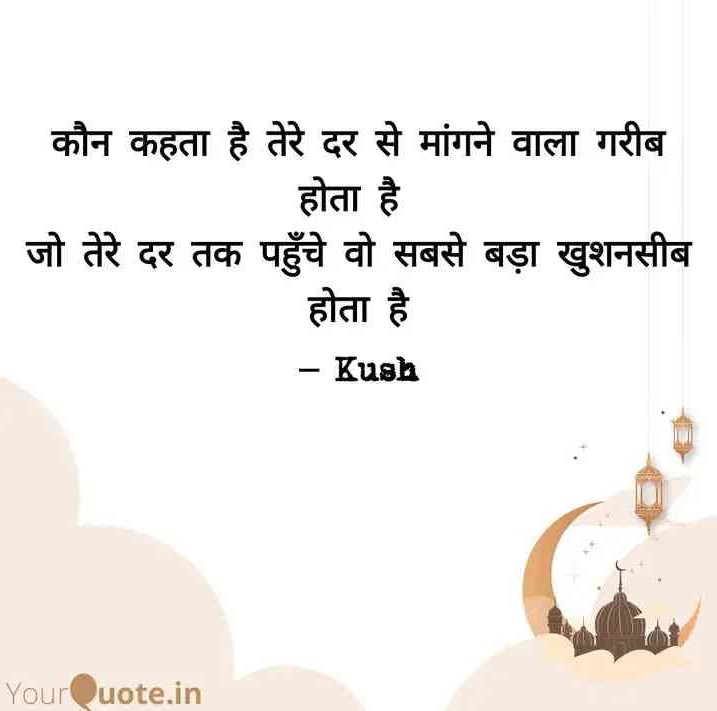 कौन कहता है तेरे दर से मांगने वाला गरीब
होता है
जो तेरे दर तक पहुँचे वो सबसे बड़ा खुशनसीब
होता है
– Kush
YourQuote.in